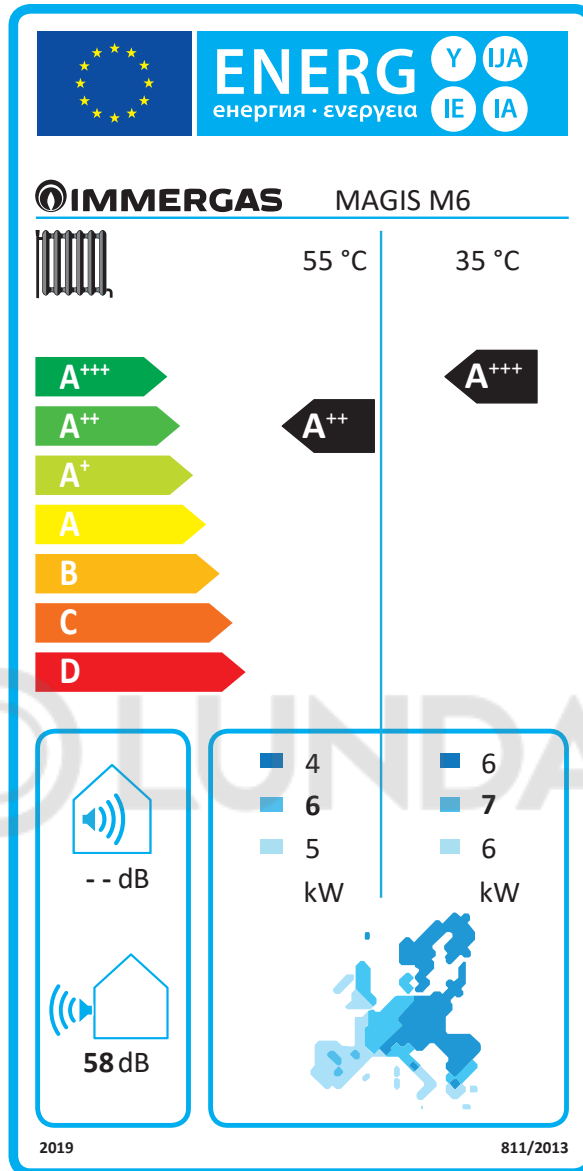 ENERG Y IJA
енергия · ενεργεια IE IA
IMMERGAS MAGIS M6
55 °C 35 °C
A+++ A+++
A++ A++
A+
A
B
C
D
LUNDA
4 6
6 7
5 6
kW kW
- - dB
58 dB
2019 811/2013